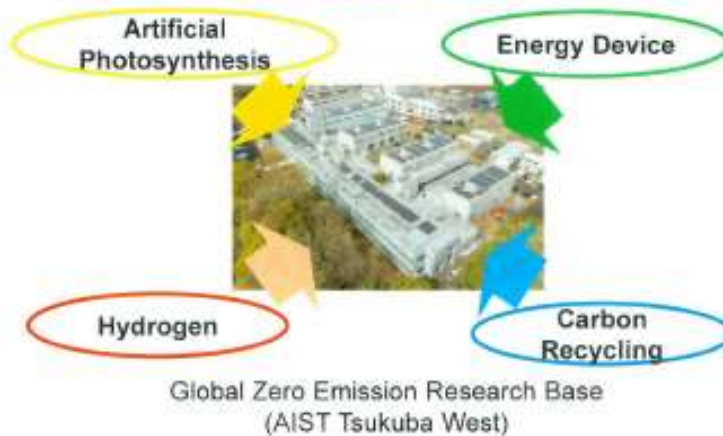 Artificial
Photosynthesis
Energy Device
Hydrogen
Carbon
Recycling
Global Zero Emission Research Base
(AIST Tsukuba West)